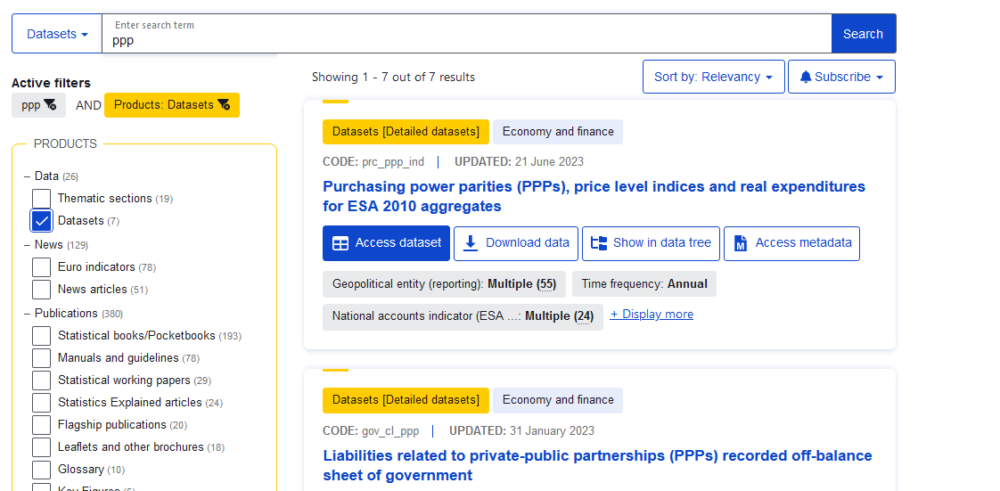 Datasets
Enter search term
ppp
Search
Showing 1 - 7 out of 7 results
Sort by: Relevancy
Subscribe
Active filters
ppp AND Products: Datasets
PRODUCTS
– Data (26)
Thematic sections (19)
Datasets (7)
– News (129)
Euro indicators (78)
News articles (51)
– Publications (380)
Statistical books/Pocketbooks (193)
Manuals and guidelines (78)
Statistical working papers (29)
Statistics Explained articles (24)
Flagship publications (20)
Leaflets and other brochures (18)
Glossary (10)
Key Figures (5)
Datasets [Detailed datasets] Economy and finance
CODE: prc_ppp_ind | UPDATED: 21 June 2023
Purchasing power parities (PPPs), price level indices and real expenditures
for ESA 2010 aggregates
Access dataset Download data Show in data tree M Access metadata
Geopolitical entity (reporting): Multiple (55) Time frequency: Annual
National accounts indicator (ESA ...: Multiple (24) + Display more
Datasets [Detailed datasets] Economy and finance
CODE: gov_cl_ppp | UPDATED: 31 January 2023
Liabilities related to private-public partnerships (PPPs) recorded off-balance
sheet of government